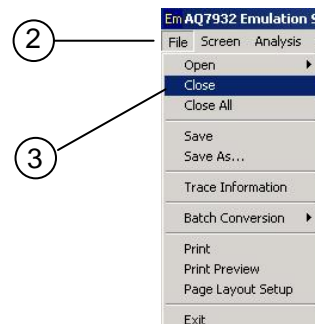 Em AQ7932 Emulation S
2
File Screen Analysis
Open
Close
Close All
3
Save
Save As...
Trace Information
Batch Conversion
Print
Print Preview
Page Layout Setup
Exit